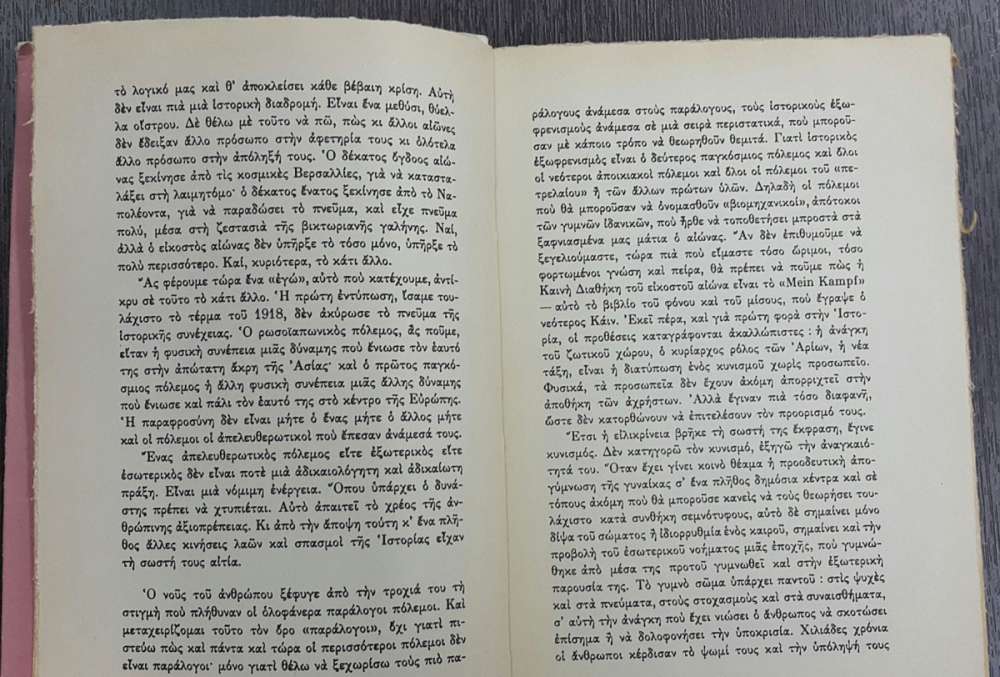 τὸ λογικό μας καὶ θ' ἀποκλείσει κάθε βέβαιη κρίση. Αὐτὴ
δὲν εἶναι πιὰ μιὰ ἱστορικὴ διαδρομή. Εἶναι ἕνα μεθύσι, θύελ-
λα οἴστρου. Δὲ θέλω μὲ τοῦτο νὰ πῶ, πὼς κι ἄλλοι αἰῶνες
δὲν ἔδειξαν ἄλλο πρόσωπο στὴν ἀφετηρία τους κι ὁλότελα
ἄλλο πρόσωπο στὴν ἀπόληξή τους. Ὁ δέκατος ὄγδοος αἰώ-
νας ξεκίνησε ἀπὸ τὶς κοσμικὲς Βερσαλλίες, γιὰ νὰ καταστα-
λάξει στὴ λαιμητόμο· ὁ δέκατος ἔνατος ξεκίνησε ἀπὸ τὸ Να-
πολέοντα, γιὰ νὰ παραδώσει τὸ πνεῦμα, καὶ εἶχε πνεῦμα
πολύ, μέσα στὴ ζεστασιὰ τῆς βικτωριανῆς γαλήνης. Ναί,
ἀλλὰ ὁ εἰκοστὸς αἰώνας δὲν ὑπῆρξε τὸ τόσο μόνο, ὑπῆρξε τὸ
πολὺ περισσότερο. Καί, κυριότερα, τὸ κάτι ἄλλο.
Ἂς φέρουμε τώρα ἕνα «ἐγώ», αὐτὸ ποὺ κατέχουμε, ἀντί-
κρυ σὲ τοῦτο τὸ κάτι ἄλλο. Ἡ πρώτη ἐντύπωση, ἴσαμε του-
λάχιστο τὸ τέρμα τοῦ 1918, δὲν ἀκύρωσε τὸ πνεῦμα τῆς
ἱστορικῆς συνέχειας. Ὁ ρωσοϊαπωνικὸς πόλεμος, ἂς ποῦμε,
εἶταν ἡ φυσικὴ συνέπεια μιᾶς δύναμης ποὺ ἔνιωσε τὸν ἑαυτό
της στὴν ἀπώτατη ἄκρη τῆς Ἀσίας· καὶ ὁ πρῶτος παγκό-
σμιος πόλεμος ἡ ἄλλη φυσικὴ συνέπεια μιᾶς ἄλλης δύναμης
ποὺ ἔνιωσε καὶ πάλι τὸν ἑαυτό της στὸ κέντρο τῆς Εὐρώπης.
Ἡ παραφροσύνη δὲν εἶναι μήτε ὁ ἕνας μήτε ὁ ἄλλος μήτε
καὶ οἱ πόλεμοι οἱ ἀπελευθερωτικοὶ ποὺ ἔπεσαν ἀνάμεσά τους.
Ἕνας ἀπελευθερωτικὸς πόλεμος εἴτε ἐξωτερικὸς εἴτε
ἐσωτερικὸς δὲν εἶναι ποτὲ μιὰ ἀδικαιολόγητη καὶ ἀδικαίωτη
πράξη. Εἶναι μιὰ νόμιμη ἐνέργεια. Ὅπου ὑπάρχει ὁ δυνά-
στης πρέπει νὰ χτυπιέται. Αὐτὸ ἀπαιτεῖ τὸ χρέος τῆς ἀν-
θρώπινης ἀξιοπρέπειας. Κι ἀπὸ τὴν ἄποψη τούτη κ' ἕνα πλῆ-
θος ἄλλες κινήσεις λαῶν καὶ σπασμοὶ τῆς Ἱστορίας εἶχαν
τὴ σωστή τους αἰτία.
Ὁ νοῦς τοῦ ἀνθρώπου ξέφυγε ἀπὸ τὴν τροχιά του τὴ
στιγμὴ ποὺ πλήθυναν οἱ ὁλοφάνερα παράλογοι πόλεμοι. Καὶ
μεταχειρίζομαι τοῦτο τὸν ὅρο «παράλογοι», ὄχι γιατὶ πι-
στεύω πὼς καὶ πάντα καὶ τώρα οἱ περισσότεροι πόλεμοι δὲν
εἶναι παράλογοι· μόνο γιατὶ θέλω νὰ ξεχωρίσω τοὺς πιὸ πα-
ράλογους ἀνάμεσα στοὺς παράλογους, τοὺς ἱστορικοὺς ἐξω-
φρενισμοὺς ἀνάμεσα σὲ μιὰ σειρὰ περιστατικά, ποὺ μποροῦ-
σαν μὲ κάποιο τρόπο νὰ θεωρηθοῦν θεμιτά. Γιατὶ ἱστορικὸς
ἐξωφρενισμὸς εἶναι ὁ δεύτερος παγκόσμιος πόλεμος καὶ ὅλοι
οἱ νεότεροι ἀποικιακοὶ πόλεμοι καὶ ὅλοι οἱ πόλεμοι τοῦ «πε-
τρελαίου» ἢ τῶν ἄλλων πρώτων ὑλῶν. Δηλαδὴ οἱ πόλεμοι
ποὺ θὰ μποροῦσαν νὰ ὀνομασθοῦν «βιομηχανικοί», ἀπότοκοι
τῶν γυμνῶν ἰδανικῶν, ποὺ ἦρθε νὰ τοποθετήσει μπροστὰ στὰ
ξαφνιασμένα μας μάτια ὁ αἰώνας. Ἂν δὲν ἐπιθυμοῦμε νὰ
ξεγελιούμαστε, τώρα πιὰ ποὺ εἴμαστε τόσο ὥριμοι, τόσο
φορτωμένοι γνώση καὶ πείρα, θὰ πρέπει νὰ ποῦμε πὼς ἡ
Καινὴ Διαθήκη τοῦ εἰκοστοῦ αἰώνα εἶναι τὸ «Mein Kampf»
— αὐτὸ τὸ βιβλίο τοῦ φόνου καὶ τοῦ μίσους, ποὺ ἔγραψε ὁ
νεότερος Κάιν. Ἐκεῖ πέρα, καὶ γιὰ πρώτη φορὰ στὴν Ἱστο-
ρία, οἱ προθέσεις καταγράφονται ἀκαλλώπιστες : ἡ ἀνάγκη
τοῦ ζωτικοῦ χώρου, ὁ κυρίαρχος ρόλος τῶν Ἀρίων, ἡ νέα
τάξη, εἶναι ἡ διατύπωση ἑνὸς κυνισμοῦ χωρὶς προσωπεῖο.
Φυσικά, τὰ προσωπεῖα δὲν ἔχουν ἀκόμη ἀπορριχτεῖ στὴν
ἀποθήκη τῶν ἀχρήστων. Ἀλλὰ ἔγιναν πιὰ τόσο διαφανῆ,
ὥστε δὲν κατορθώνουν νὰ ἐπιτελέσουν τὸν προορισμό τους.
Ἔτσι ἡ εἰλικρίνεια βρῆκε τὴ σωστή της ἔκφραση, ἔγινε
κυνισμός. Δὲν κατηγορῶ τὸν κυνισμό, ἐξηγῶ τὴν ἀναγκαιό-
τητά του. Ὅταν ἔχει γίνει κοινὸ θέαμα ἡ προοδευτικὴ ἀπο-
γύμνωση τῆς γυναίκας σ' ἕνα πλῆθος δημόσια κέντρα καὶ σὲ
τόπους ἀκόμη ποὺ θὰ μποροῦσε κανεὶς νὰ τοὺς θεωρήσει του-
λάχιστο κατὰ συνθήκη σεμνότυφους, αὐτὸ δὲ σημαίνει μόνο
δίψα τοῦ σώματος ἢ ἰδιορρυθμία ἑνὸς καιροῦ, σημαίνει καὶ τὴν
προβολὴ τοῦ ἐσωτερικοῦ νοήματος μιᾶς ἐποχῆς, ποὺ γυμνώ-
θηκε ἀπὸ μέσα της προτοῦ γυμνωθεῖ καὶ στὴν ἐξωτερική
παρουσία της. Τὸ γυμνὸ σῶμα ὑπάρχει παντοῦ : στὶς ψυχὲς
καὶ στὰ πνεύματα, στοὺς στοχασμοὺς καὶ στὰ συναισθήματα,
σ' αὐτὴ τὴν ἀνάγκη ποὺ ἔχει νιώσει ὁ ἄνθρωπος νὰ σκοτώσει
ἐπίσημα ἢ νὰ δολοφονήσει τὴν ὑποκρισία. Χιλιάδες χρόνια
οἱ ἄνθρωποι κέρδισαν τὸ ψωμί τους καὶ τὴν ὑπόληψή τους